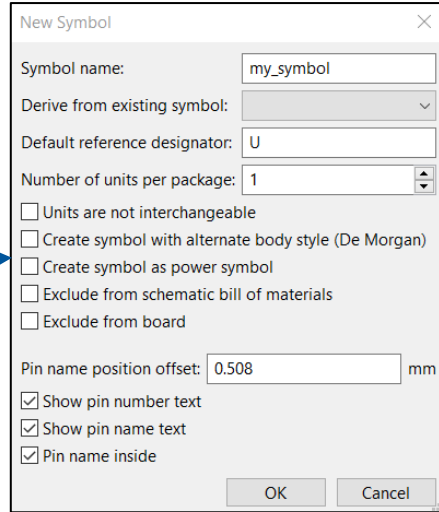 New Symbol
Symbol name: my_symbol
Derive from existing symbol:
Default reference designator: U
Number of units per package: 1
Units are not interchangeable
Create symbol with alternate body style (De Morgan)
Create symbol as power symbol
Exclude from schematic bill of materials
Exclude from board
Pin name position offset: 0.508 mm
Show pin number text
Show pin name text
Pin name inside
OK Cancel